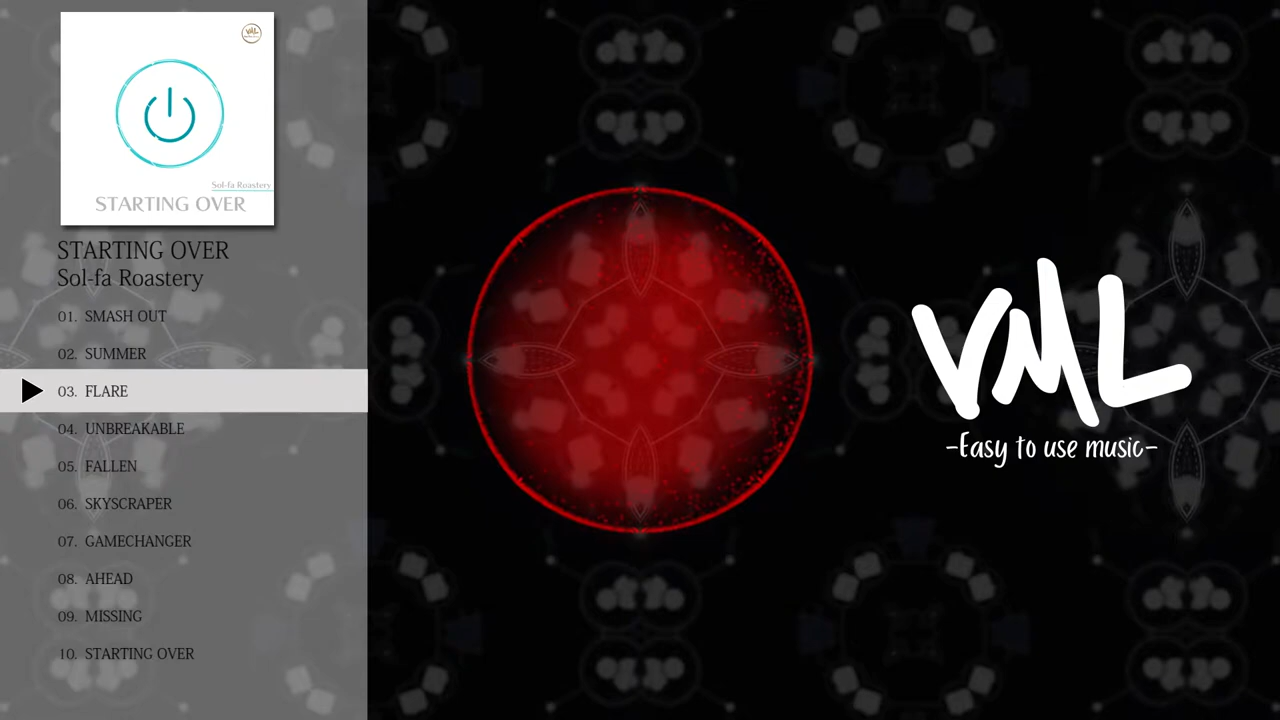 VML
Sol-fa Roastery
STARTING OVER
STARTING OVER
Sol-fa Roastery
01. SMASH OUT
02. SUMMER
03. FLARE
04. UNBREAKABLE
05. FALLEN
06. SKYSCRAPER
07. GAMECHANGER
08. AHEAD
09. MISSING
10. STARTING OVER
VML
-Easy to use music-